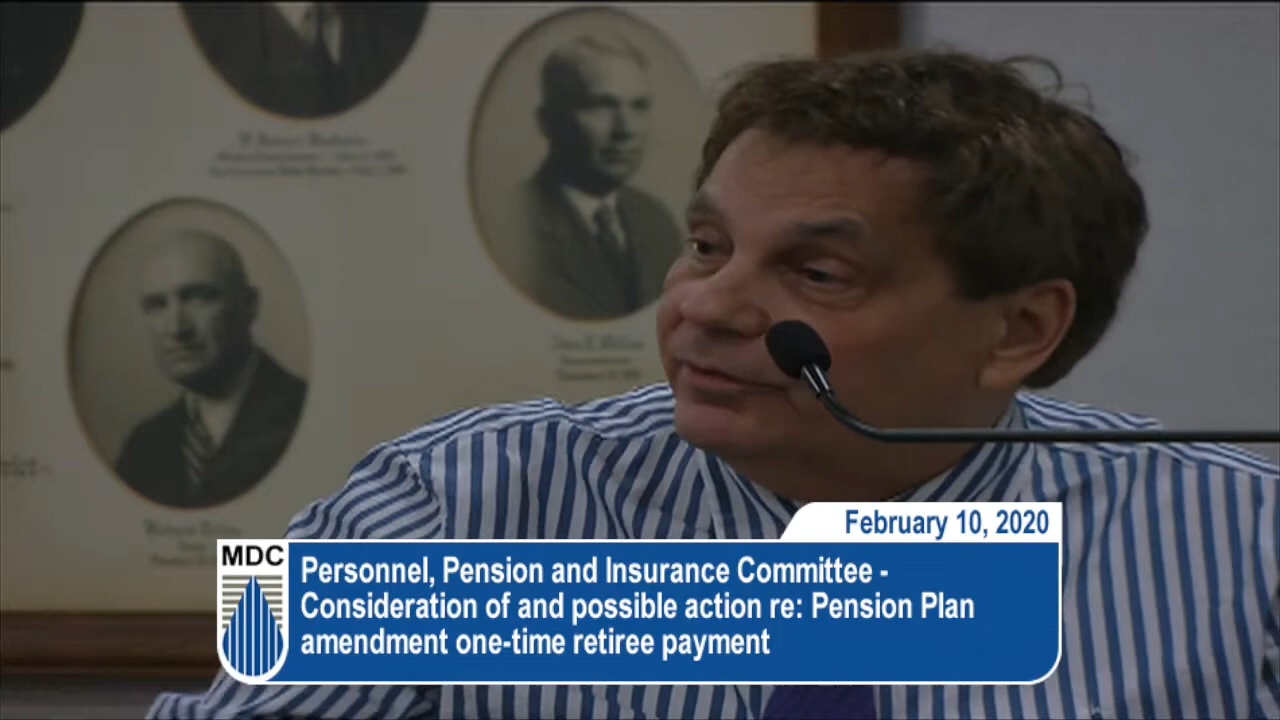 February 10, 2020
MDC
Personnel, Pension and Insurance Committee -
Consideration of and possible action re: Pension Plan
amendment one-time retiree payment